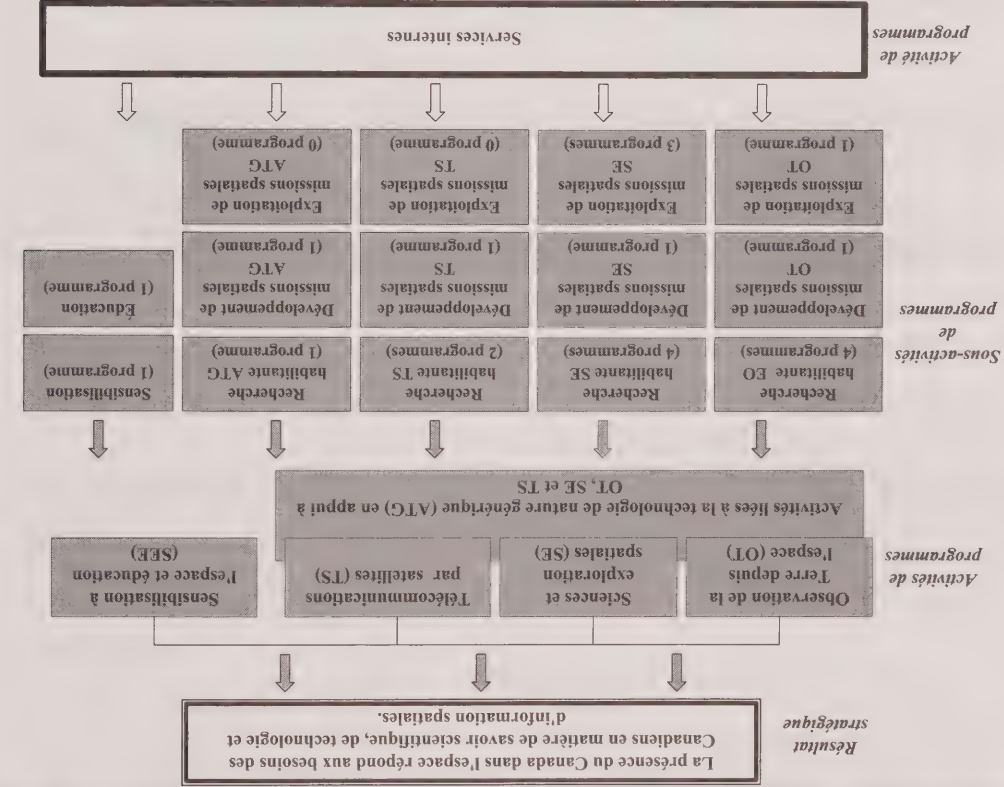 Résultat
stratégique
La présence du Canada dans l'espace répond aux besoins des
Canadiens en matière de savoir scientifique, de technologie et
d'information spatiales.
Activités de
programmes
Observation de la
Terre depuis
l'espace (OT)
Sciences et
exploration
spatiales (SE)
Télécommunications
par satellites (TS)
Sensibilisation à
l'espace et éducation
(SEE)
Activités liées à la technologie de nature générique (ATG) en appui à
OT, SE et TS
Sous-activités
de
programmes
Recherche
habilitante EO
(4 programmes)
Recherche
habilitante SE
(4 programmes)
Recherche
habilitante TS
(2 programmes)
Recherche
habilitante ATG
(1 programme)
Sensibilisation
(1 programme)
Développement de
missions spatiales
OT
(1 programme)
Développement de
missions spatiales
SE
(1 programme)
Développement de
missions spatiales
TS
(1 programme)
Développement de
missions spatiales
ATG
(1 programme)
Éducation
(1 programme)
Exploitation de
missions spatiales
OT
(1 programme)
Exploitation de
missions spatiales
SE
(3 programmes)
Exploitation de
missions spatiales
TS
(0 programme)
Exploitation de
missions spatiales
ATG
(0 programme)
Activité de
programmes
Services internes